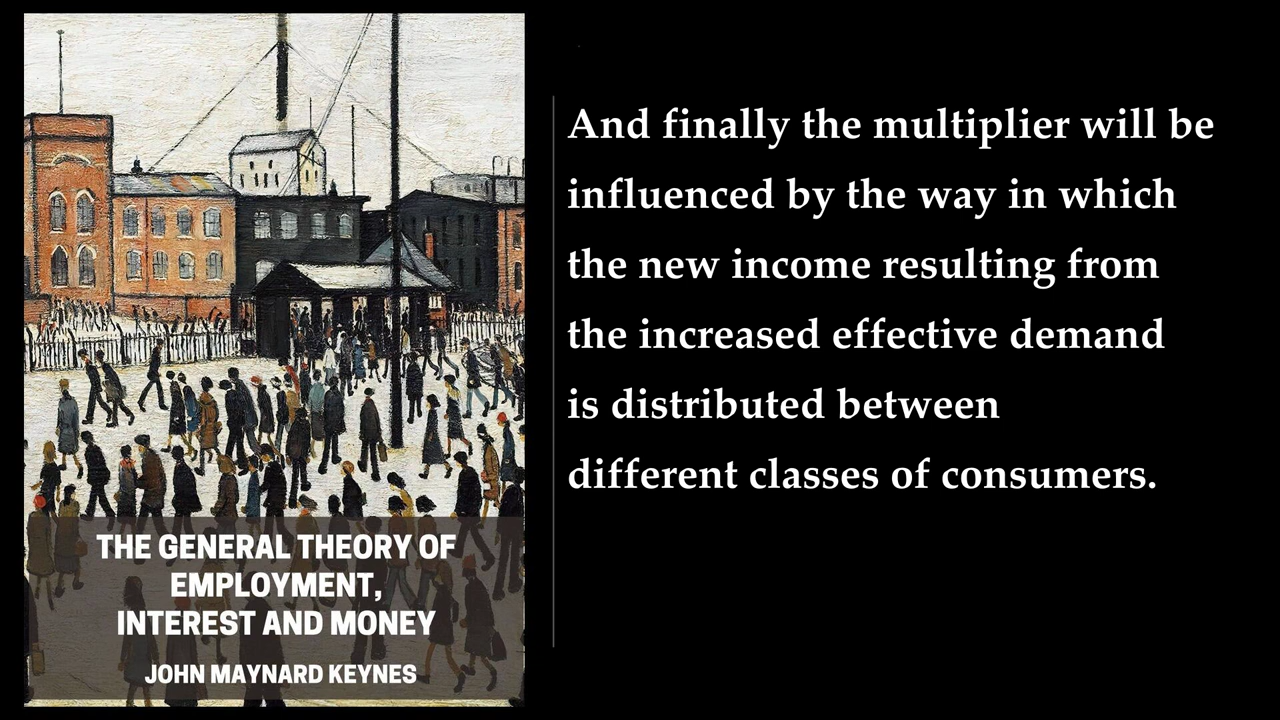 THE GENERAL THEORY OF
EMPLOYMENT,
INTEREST AND MONEY
JOHN MAYNARD KEYNES
And finally the multiplier will be
influenced by the way in which
the new income resulting from
the increased effective demand
is distributed between
different classes of consumers.